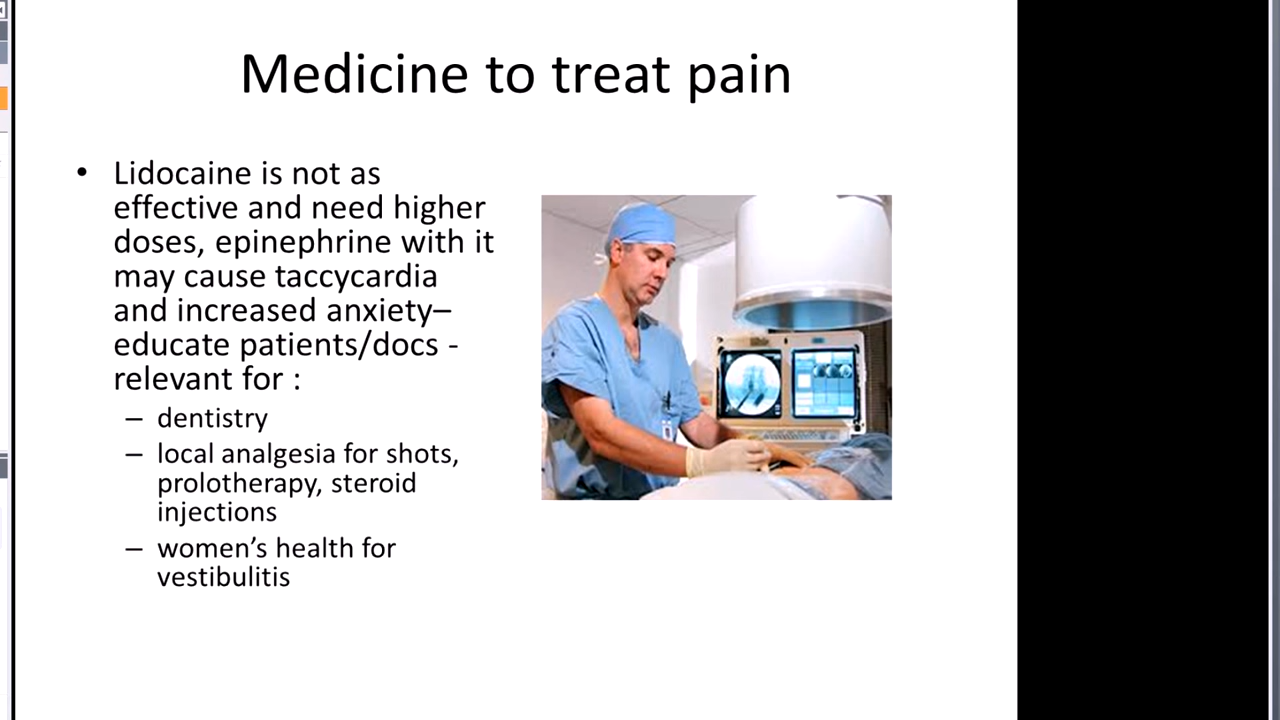 Medicine to treat pain
• Lidocaine is not as
effective and need higher
doses, epinephrine with it
may cause taccycardia
and increased anxiety–
educate patients/docs -
relevant for :
– dentistry
– local analgesia for shots,
prolotherapy, steroid
injections
– women’s health for
vestibulitis